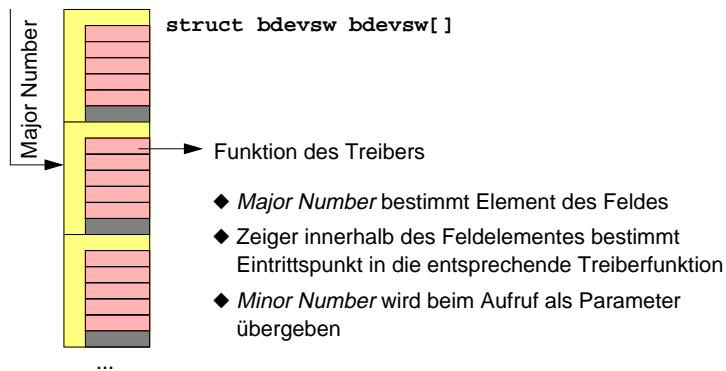 struct bdevsw bdevsw[]
Major Number
Funktion des Treibers
◆ Major Number bestimmt Element des Feldes
◆ Zeiger innerhalb des Feldelementes bestimmt
Eintrittspunkt in die entsprechende Treiberfunktion
◆ Minor Number wird beim Aufruf als Parameter
übergeben
...